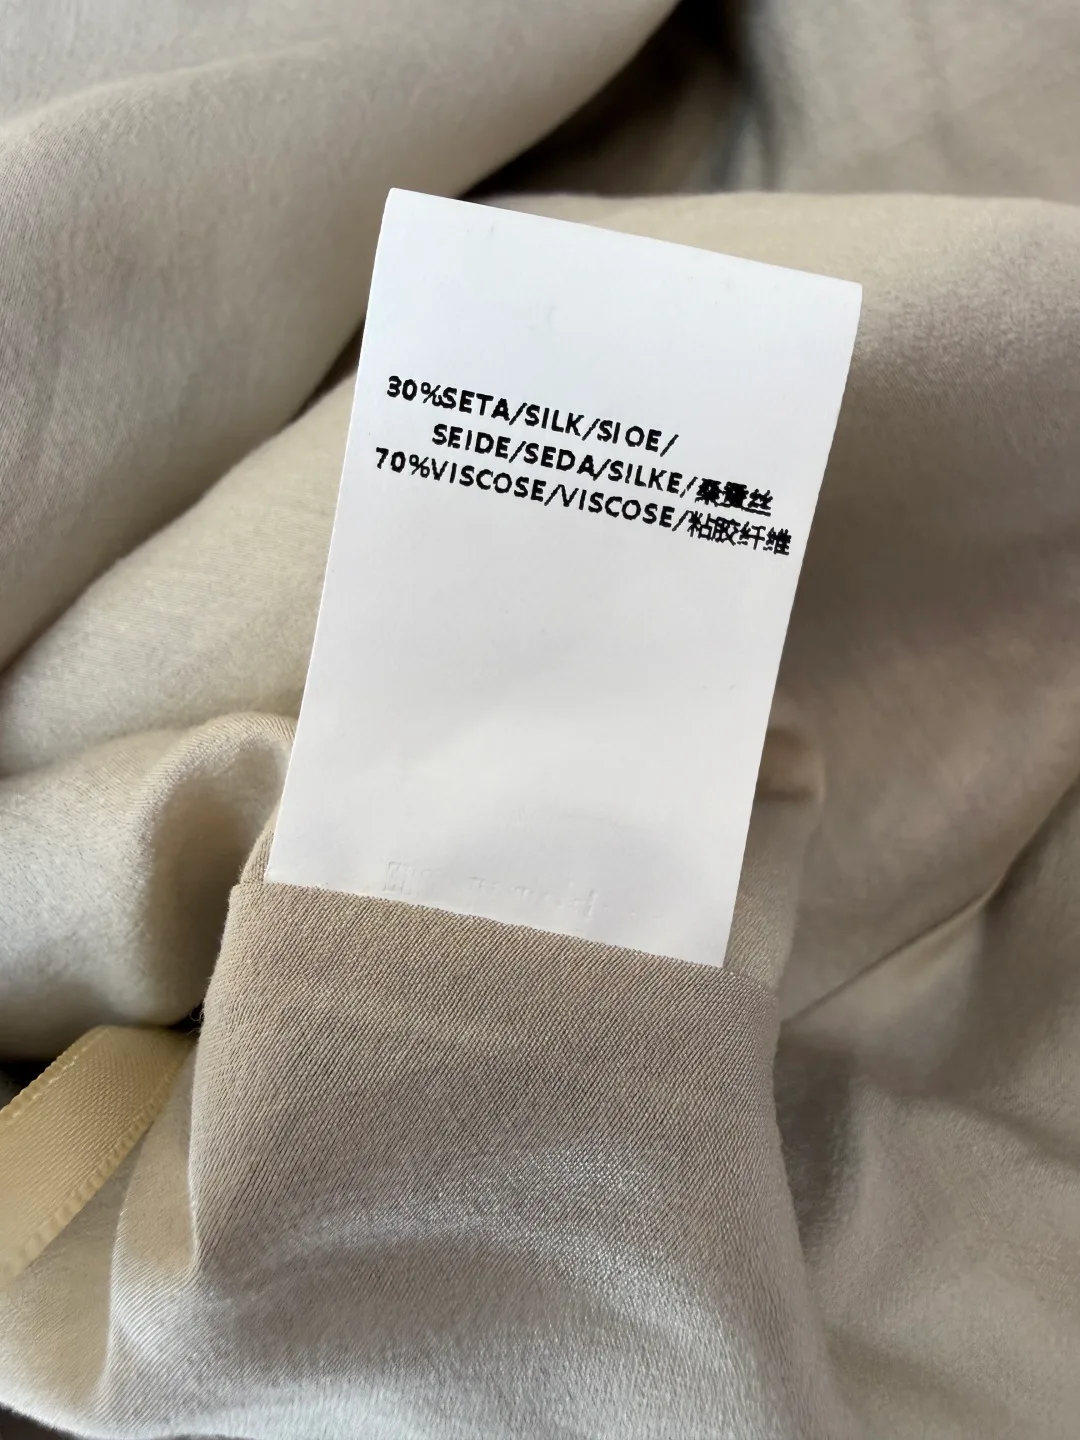 30%SETA/SILK/SIOE/
SEIDE/SEDA/SILKE/桑蚕丝
70%VISCOSE/VISCOSE/粘胶纤维